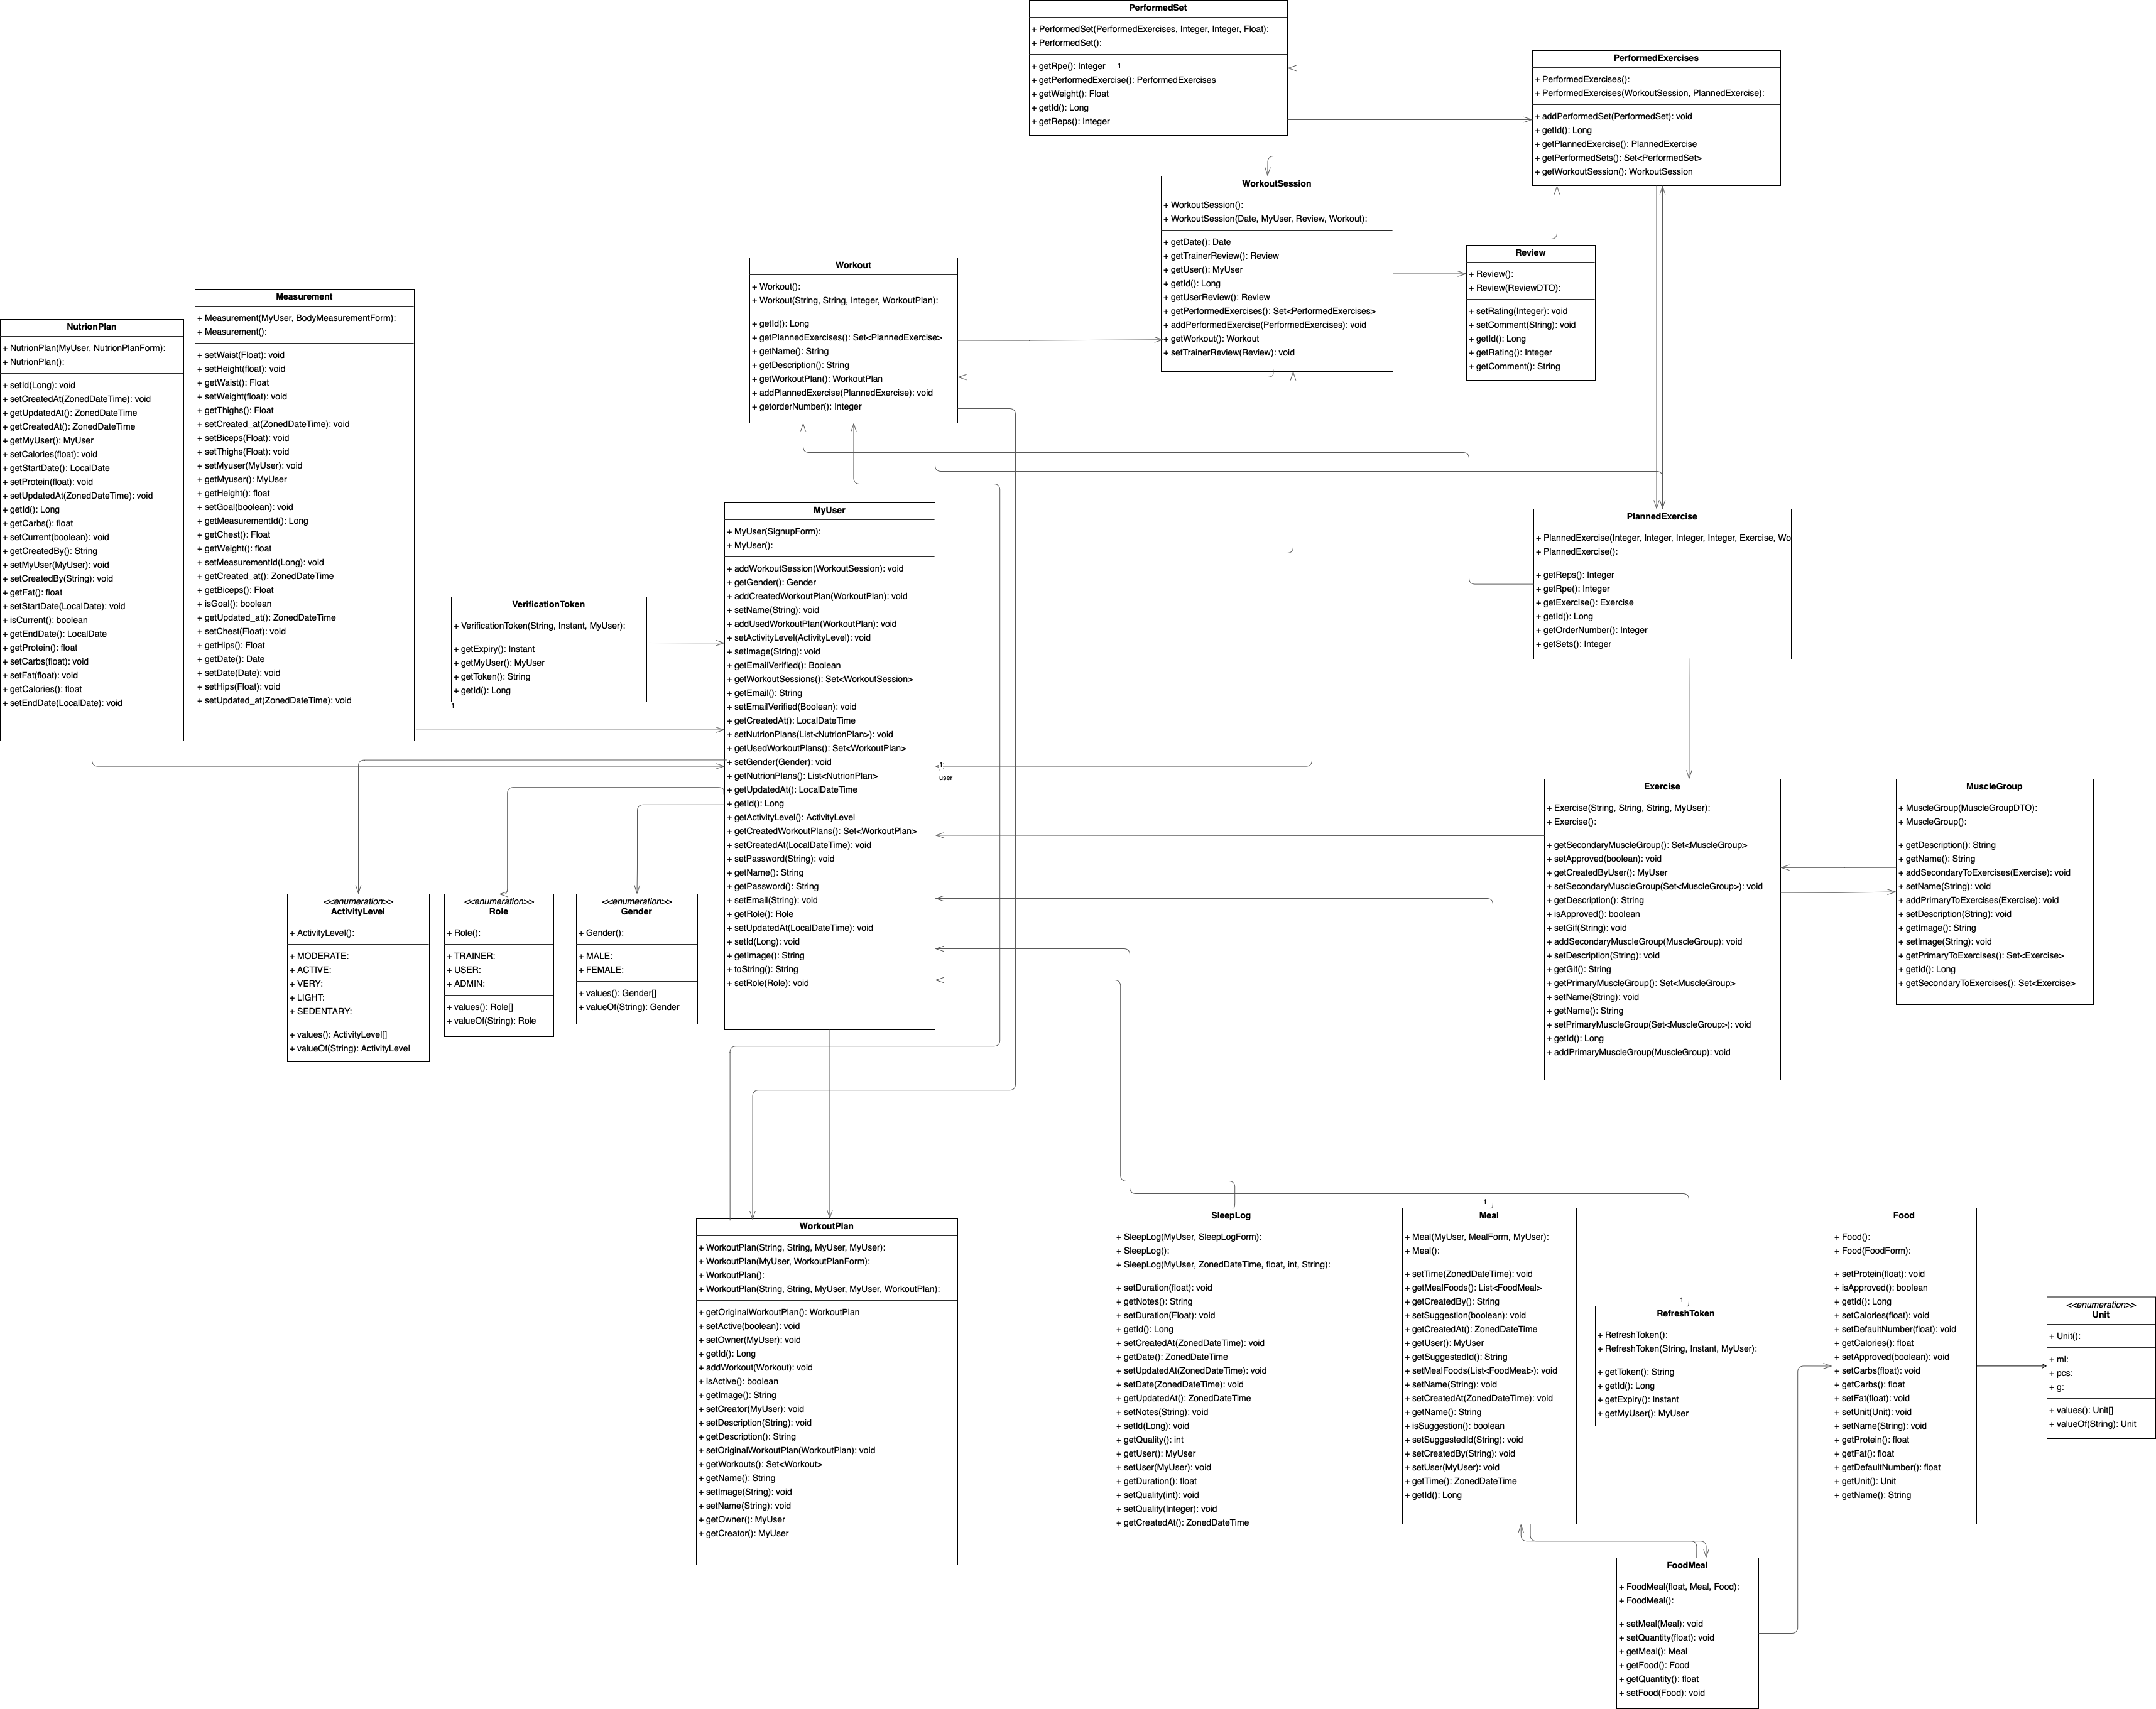 PerformedSet
+ PerformedSet(PerformedExercises, Integer, Integer, Float):
+ PerformedSet():
+ getRpe(): Integer
1
+ getPerformedExercise(): PerformedExercises
+ getWeight(): Float
+ getId(): Long
+ getReps(): Integer
PerformedExercises
+ PerformedExercises():
+ PerformedExercises(WorkoutSession, PlannedExercise):
+ addPerformedSet(PerformedSet): void
+ getId(): Long
+ getPlannedExercise(): PlannedExercise
+ getPerformedSets(): Set<PerformedSet>
+ getWorkoutSession(): WorkoutSession
WorkoutSession
+ WorkoutSession():
+ WorkoutSession(Date, MyUser, Review, Workout):
+ getDate(): Date
+ getTrainerReview(): Review
+ getUser(): MyUser
+ getId(): Long
+ getUserReview(): Review
+ getPerformedExercises(): Set<PerformedExercises>
+ addPerformedExercise(PerformedExercises): void
+ getWorkout(): Workout
+ setTrainerReview(Review): void
Review
+ Review():
+ Review(ReviewDTO):
+ setRating(Integer): void
+ setComment(String): void
+ getId(): Long
+ getRating(): Integer
+ getComment(): String
Workout
+ Workout():
+ Workout(String, String, Integer, WorkoutPlan):
+ getId(): Long
+ getPlannedExercises(): Set<PlannedExercise>
+ getName(): String
+ getDescription(): String
+ getWorkoutPlan(): WorkoutPlan
+ addPlannedExercise(PlannedExercise): void
+ getorderNumber(): Integer
Measurement
+ Measurement(MyUser, BodyMeasurementForm):
+ Measurement():
+ setWaist(Float): void
+ setHeight(float): void
+ getWaist(): Float
+ setWeight(float): void
+ getThighs(): Float
+ setCreated_at(ZonedDateTime): void
+ setBiceps(Float): void
+ setThighs(Float): void
+ setMyuser(MyUser): void
+ getMyuser(): MyUser
+ getHeight(): float
+ setGoal(boolean): void
+ getMeasurementId(): Long
+ getChest(): Float
+ getWeight(): float
+ setMeasurementId(Long): void
+ getCreated_at(): ZonedDateTime
+ getBiceps(): Float
+ isGoal(): boolean
+ getUpdated_at(): ZonedDateTime
+ setChest(Float): void
+ getHips(): Float
+ getDate(): Date
+ setDate(Date): void
+ setHips(Float): void
+ setUpdated_at(ZonedDateTime): void
NutrionPlan
+ NutrionPlan(MyUser, NutrionPlanForm):
+ NutrionPlan():
+ setId(Long): void
+ setCreatedAt(ZonedDateTime): void
+ getUpdatedAt(): ZonedDateTime
+ getCreatedAt(): ZonedDateTime
+ getMyUser(): MyUser
+ setCalories(float): void
+ getStartDate(): LocalDate
+ setProtein(float): void
+ setUpdatedAt(ZonedDateTime): void
+ getId(): Long
+ getCarbs(): float
+ setCurrent(boolean): void
+ getCreatedBy(): String
+ setMyUser(MyUser): void
+ setCreatedBy(String): void
+ getFat(): float
+ setStartDate(LocalDate): void
+ isCurrent(): boolean
+ getEndDate(): LocalDate
+ getProtein(): float
+ setCarbs(float): void
+ setFat(float): void
+ getCalories(): float
+ setEndDate(LocalDate): void
VerificationToken
+ VerificationToken(String, Instant, MyUser):
+ getExpiry(): Instant
+ getMyUser(): MyUser
+ getToken(): String
+ getId(): Long
1
MyUser
+ MyUser(SignupForm):
+ MyUser():
+ addWorkoutSession(WorkoutSession): void
+ getGender(): Gender
+ addCreatedWorkoutPlan(WorkoutPlan): void
+ setName(String): void
+ addUsedWorkoutPlan(WorkoutPlan): void
+ setActivityLevel(ActivityLevel): void
+ setImage(String): void
+ getEmailVerified(): Boolean
+ getWorkoutSessions(): Set<WorkoutSession>
+ getEmail(): String
+ setEmailVerified(Boolean): void
+ getCreatedAt(): LocalDateTime
+ setNutrionPlans(List<NutrionPlan>): void
+ getUsedWorkoutPlans(): Set<WorkoutPlan>
+ setGender(Gender): void
+ getNutrionPlans(): List<NutrionPlan>
+ getUpdatedAt(): LocalDateTime
+ getId(): Long
+ getActivityLevel(): ActivityLevel
+ getCreatedWorkoutPlans(): Set<WorkoutPlan>
+ setCreatedAt(LocalDateTime): void
+ setPassword(String): void
+ getName(): String
+ getPassword(): String
+ setEmail(String): void
+ getRole(): Role
+ setUpdatedAt(LocalDateTime): void
+ setId(Long): void
+ getImage(): String
+ toString(): String
+ setRole(Role): void
user
PlannedExercise
+ PlannedExercise(Integer, Integer, Integer, Integer, Exercise, Wo
+ PlannedExercise():
+ getReps(): Integer
+ getRpe(): Integer
+ getExercise(): Exercise
+ getId(): Long
+ getOrderNumber(): Integer
+ getSets(): Integer
Exercise
+ Exercise(String, String, String, MyUser):
+ Exercise():
+ getSecondaryMuscleGroup(): Set<MuscleGroup>
+ setApproved(boolean): void
+ getCreatedByUser(): MyUser
+ setSecondaryMuscleGroup(Set<MuscleGroup>): void
+ getDescription(): String
+ isApproved(): boolean
+ setGif(String): void
+ addSecondaryMuscleGroup(MuscleGroup): void
+ setDescription(String): void
+ getGif(): String
+ getPrimaryMuscleGroup(): Set<MuscleGroup>
+ setName(String): void
+ getName(): String
+ setPrimaryMuscleGroup(Set<MuscleGroup>): void
+ getId(): Long
+ addPrimaryMuscleGroup(MuscleGroup): void
MuscleGroup
+ MuscleGroup(MuscleGroupDTO):
+ MuscleGroup():
+ getDescription(): String
+ getName(): String
+ addSecondaryToExercises(Exercise): void
+ setName(String): void
+ addPrimaryToExercises(Exercise): void
+ setDescription(String): void
+ getImage(): String
+ setImage(String): void
+ getPrimaryToExercises(): Set<Exercise>
+ getId(): Long
+ getSecondaryToExercises(): Set<Exercise>
<<enumeration>>
ActivityLevel
+ ActivityLevel():
+ MODERATE:
+ ACTIVE:
+ VERY:
+ LIGHT:
+ SEDENTARY:
+ values(): ActivityLevel[]
+ valueOf(String): ActivityLevel
<<enumeration>>
Role
+ Role():
+ TRAINER:
+ USER:
+ ADMIN:
+ values(): Role[]
+ valueOf(String): Role
<<enumeration>>
Gender
+ Gender():
+ MALE:
+ FEMALE:
+ values(): Gender[]
+ valueOf(String): Gender
WorkoutPlan
+ WorkoutPlan(String, String, MyUser, MyUser):
+ WorkoutPlan(MyUser, WorkoutPlanForm):
+ WorkoutPlan():
+ WorkoutPlan(String, String, MyUser, MyUser, WorkoutPlan):
+ getOriginalWorkoutPlan(): WorkoutPlan
+ setActive(boolean): void
+ setOwner(MyUser): void
+ getId(): Long
+ addWorkout(Workout): void
+ isActive(): boolean
+ getImage(): String
+ setCreator(MyUser): void
+ setDescription(String): void
+ getDescription(): String
+ setOriginalWorkoutPlan(WorkoutPlan): void
+ getWorkouts(): Set<Workout>
+ getName(): String
+ setImage(String): void
+ setName(String): void
+ getOwner(): MyUser
+ getCreator(): MyUser
SleepLog
+ SleepLog(MyUser, SleepLogForm):
+ SleepLog():
+ SleepLog(MyUser, ZonedDateTime, float, int, String):
+ setDuration(float): void
+ getNotes(): String
+ setDuration(Float): void
+ getId(): Long
+ setCreatedAt(ZonedDateTime): void
+ getDate(): ZonedDateTime
+ setUpdatedAt(ZonedDateTime): void
+ setDate(ZonedDateTime): void
+ getUpdatedAt(): ZonedDateTime
+ setNotes(String): void
+ setId(Long): void
+ getQuality(): int
+ getUser(): MyUser
+ setUser(MyUser): void
+ getDuration(): float
+ setQuality(int): void
+ setQuality(Integer): void
+ getCreatedAt(): ZonedDateTime
1
Meal
+ Meal(MyUser, MealForm, MyUser):
+ Meal():
+ setTime(ZonedDateTime): void
+ getMealFoods(): List<FoodMeal>
+ getCreatedBy(): String
+ setSuggestion(boolean): void
+ getCreatedAt(): ZonedDateTime
+ getUser(): MyUser
+ getSuggestedId(): String
+ setMealFoods(List<FoodMeal>): void
+ setName(String): void
+ setCreatedAt(ZonedDateTime): void
+ getName(): String
+ isSuggestion(): boolean
+ setSuggestedId(String): void
+ setCreatedBy(String): void
+ setUser(MyUser): void
+ getTime(): ZonedDateTime
+ getId(): Long
1
RefreshToken
+ RefreshToken():
+ RefreshToken(String, Instant, MyUser):
+ getToken(): String
+ getId(): Long
+ getExpiry(): Instant
+ getMyUser(): MyUser
Food
+ Food():
+ Food(FoodForm):
+ setProtein(float): void
+ isApproved(): boolean
+ getId(): Long
+ setCalories(float): void
+ setDefaultNumber(float): void
+ getCalories(): float
+ setApproved(boolean): void
+ setCarbs(float): void
+ getCarbs(): float
+ setFat(float): void
+ setUnit(Unit): void
+ setName(String): void
+ getProtein(): float
+ getFat(): float
+ getDefaultNumber(): float
+ getUnit(): Unit
+ getName(): String
<<enumeration>>
Unit
+ Unit():
+ ml:
+ pcs:
+ g:
+ values(): Unit[]
+ valueOf(String): Unit
FoodMeal
+ FoodMeal(float, Meal, Food):
+ FoodMeal():
+ setMeal(Meal): void
+ setQuantity(float): void
+ getMeal(): Meal
+ getFood(): Food
+ getQuantity(): float
+ setFood(Food): void